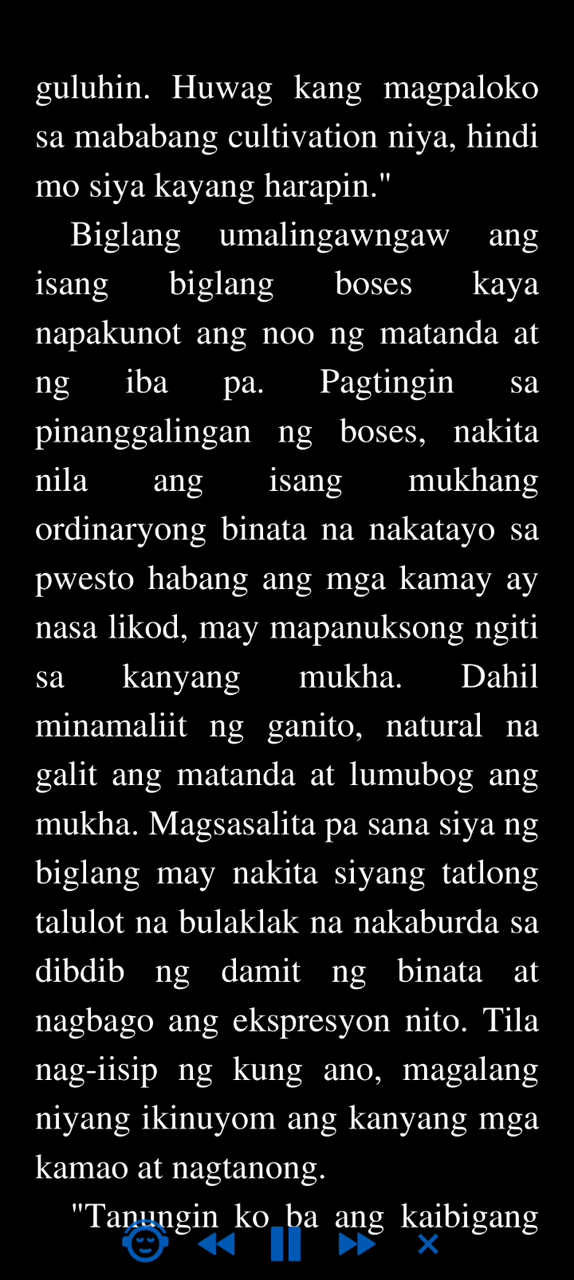 guluhin. Huwag kang magpaloko
sa mababang cultivation niya, hindi
mo siya kayang harapin."
Biglang umalingawngaw ang
isang biglang boses kaya
napakunot ang noo ng matanda at
ng iba pa. Pagtingin sa
pinanggalingan ng boses, nakita
nila ang isang mukhang
ordinaryong binata na nakatayo sa
pwesto habang ang mga kamay ay
nasa likod, may mapanuksong ngiti
sa kanyang mukha. Dahil
minamaliit ng ganito, natural na
galit ang matanda at lumubog ang
mukha. Magsasalita pa sana siya ng
biglang may nakita siyang tatlong
talulot na bulaklak na nakaburda sa
dibdib ng damit ng binata at
nagbago ang ekspresyon nito. Tila
nag-iisip ng kung ano, magalang
niyang ikinuyom ang kanyang mga
kamao at nagtanong.
"Tanungin ko ba ang kaibigang